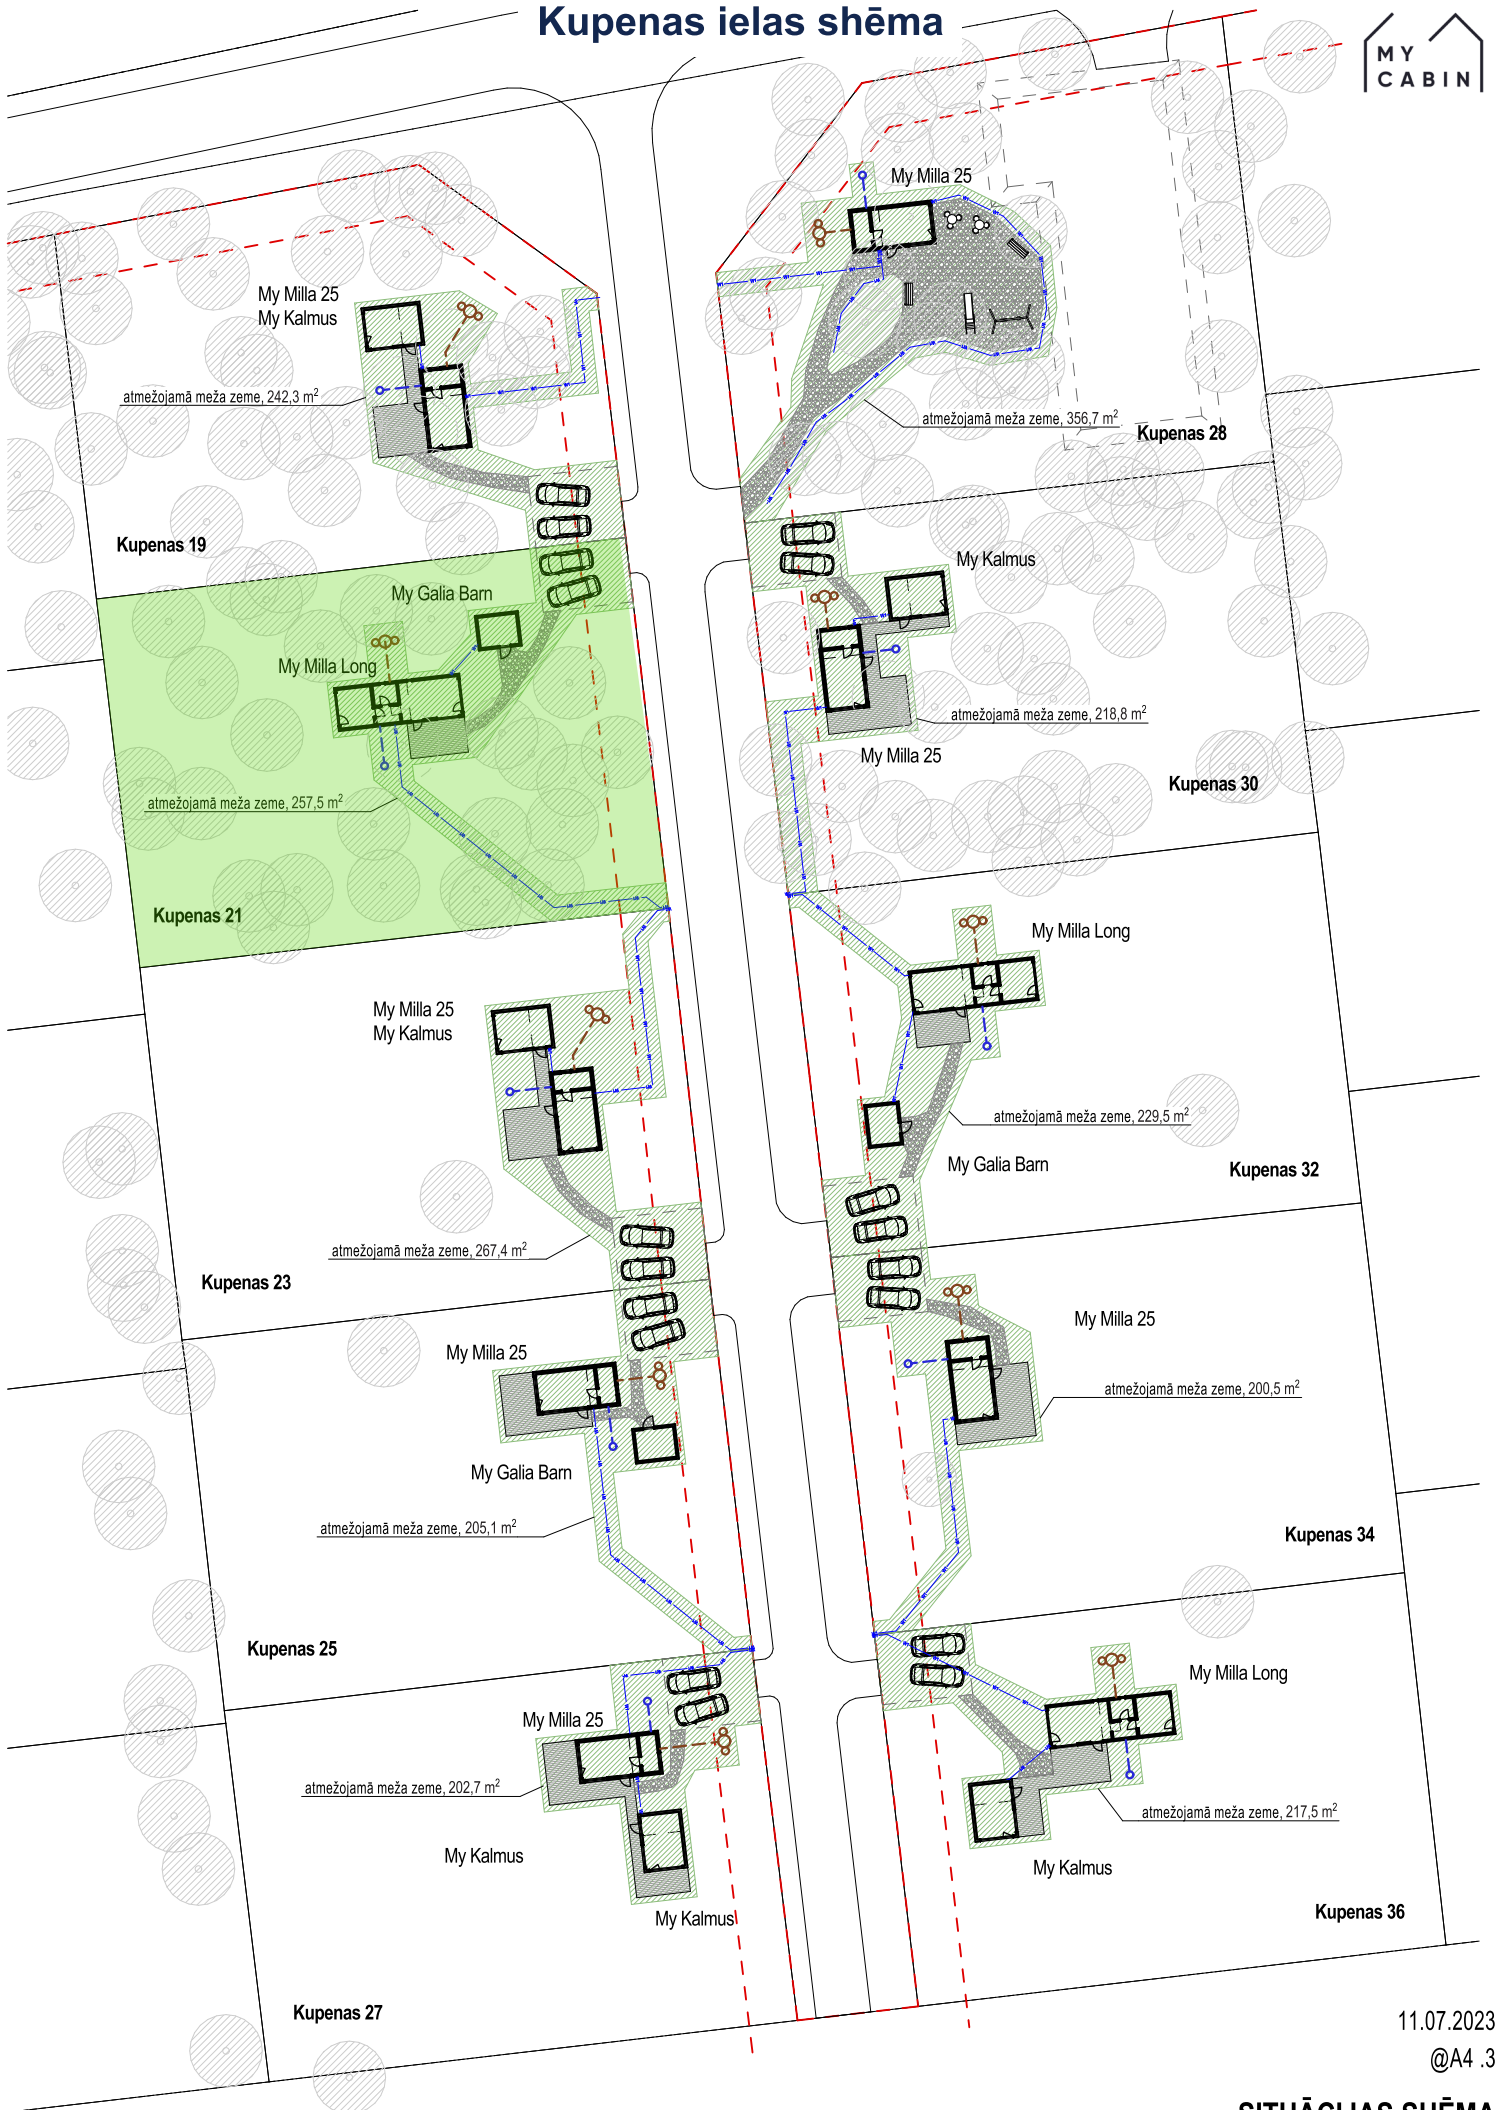 Kupenas ielas shēma
MY
CABIN
My Milla 25
My Milla 25
My Kalmus
atmežojamā meža zeme, 242,3 m²
atmežojamā meža zeme, 356,7 m²
Kupenas 28
Kupenas 19
My Kalmus
My Galia Barn
My Milla Long
atmežojamā meža zeme, 218,8 m²
My Milla 25
Kupenas 30
atmežojamā meža zeme, 257,5 m²
Kupenas 21
My Milla Long
My Milla 25
My Kalmus
atmežojamā meža zeme, 229,5 m²
My Galia Barn
Kupenas 32
atmežojamā meža zeme, 267,4 m²
Kupenas 23
My Milla 25
My Milla 25
atmežojamā meža zeme, 200,5 m²
My Galia Barn
atmežojamā meža zeme, 205,1 m²
Kupenas 34
Kupenas 25
My Milla Long
My Milla 25
atmežojamā meža zeme, 202,7 m²
atmežojamā meža zeme, 217,5 m²
My Kalmus
My Kalmus
Kupenas 36
My Kalmus
Kupenas 27
11.07.2023
@A4 .3
SITUĀCIJAS SHĒMA